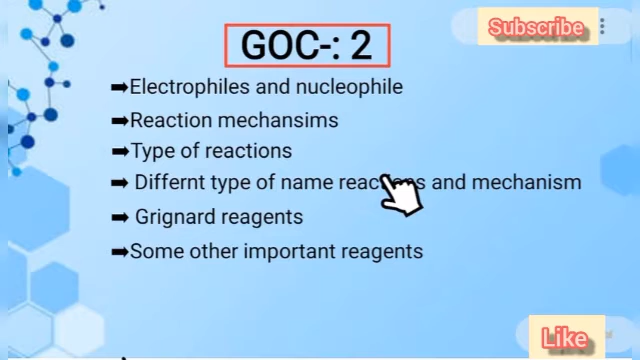 Subscribe
GOC-: 2
➡Electrophiles and nucleophile
➡Reaction mechansims
➡Type of reactions
➡ Differnt type of name reactions and mechanism
➡ Grignard reagents
➡Some other important reagents
Like